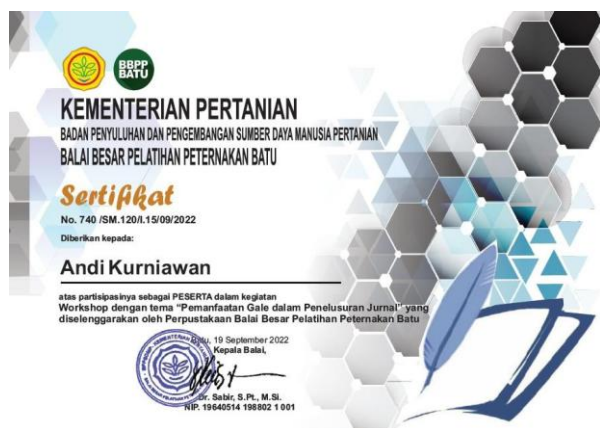 BBPP
BATU
KEMENTERIAN PERTANIAN
BADAN PENYULUHAN DAN PENGEMBANGAN SUMBER DAYA MANUSIA PERTANIAN
BALAI BESAR PELATIHAN PETERNAKAN BATU
Sertifikat
No. 740 /SM.120/I.15/09/2022
Diberikan kepada:
Andi Kurniawan
atas partisipasinya sebagai PESERTA dalam kegiatan
Workshop dengan tema "Pemanfaatan Gale dalam Penelusuran Jurnal" yang
diselenggarakan oleh Perpustakaan Balai Besar Pelatihan Peternakan Batu
Batu, 19 September 2022
Kepala Balai,
Dr. Sabir, S.Pt., M.Si.
NIP. 19640514 198802 1 001